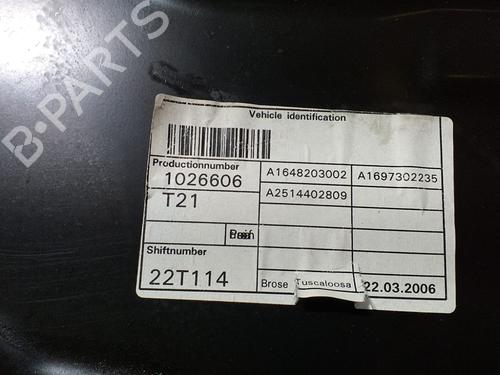 B-PARTS
Vehicle identification
Productionnumber
1026606
A1648203002
A1697302235
T21
A2514402809
Shiftnumber
22T114
Brose Tuscaloosa
22.03.2006